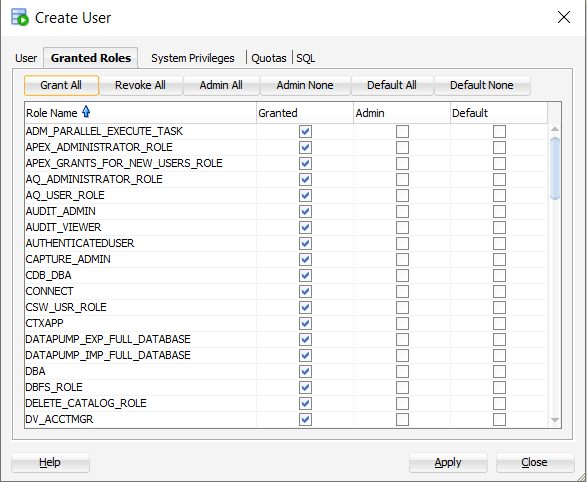 Create User
User Granted Roles System Privileges Quotas SQL
Grant All Revoke All Admin All Admin None Default All Default None
Role Name Granted Admin Default
ADM_PARALLEL_EXECUTE_TASK
APEX_ADMINISTRATOR_ROLE
APEX_GRANTS_FOR_NEW_USERS_ROLE
AQ_ADMINISTRATOR_ROLE
AQ_USER_ROLE
AUDIT_ADMIN
AUDIT_VIEWER
AUTHENTICATEDUSER
CAPTURE_ADMIN
CDB_DBA
CONNECT
CSW_USR_ROLE
CTXAPP
DATAPUMP_EXP_FULL_DATABASE
DATAPUMP_IMP_FULL_DATABASE
DBA
DBFS_ROLE
DELETE_CATALOG_ROLE
DV_ACCTMGR
Help Apply Close